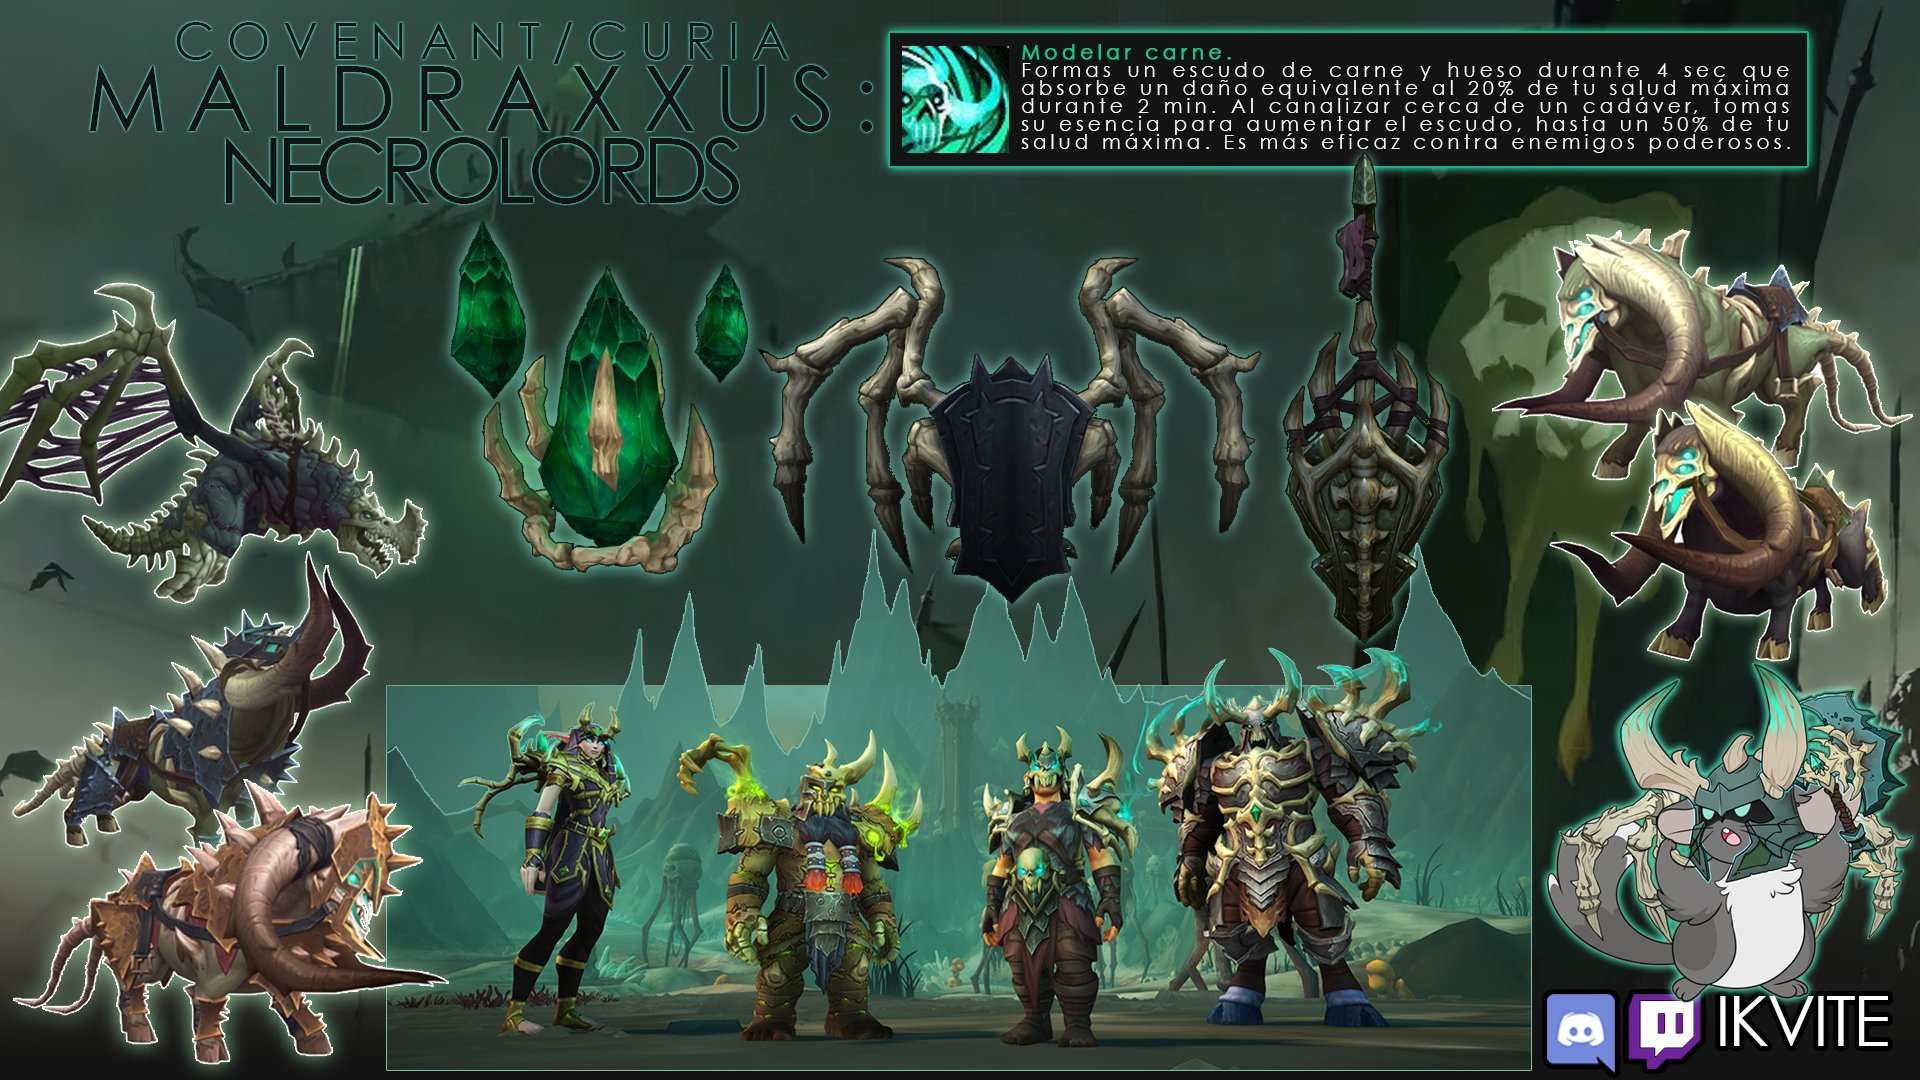 COVENANT/CURIA
MALDRAXXUS:
NECROLORDS
Modelar carne.
Formas un escudo de carne y hueso durante 4 sec que
absorbe un daño equivalente al 20% de tu salud máxima
durante 2 min. Al canalizar cerca de un cadáver, tomas
su esencia para aumentar el escudo, hasta un 50% de tu
salud máxima. Es más eficaz contra enemigos poderosos.
IKVITE